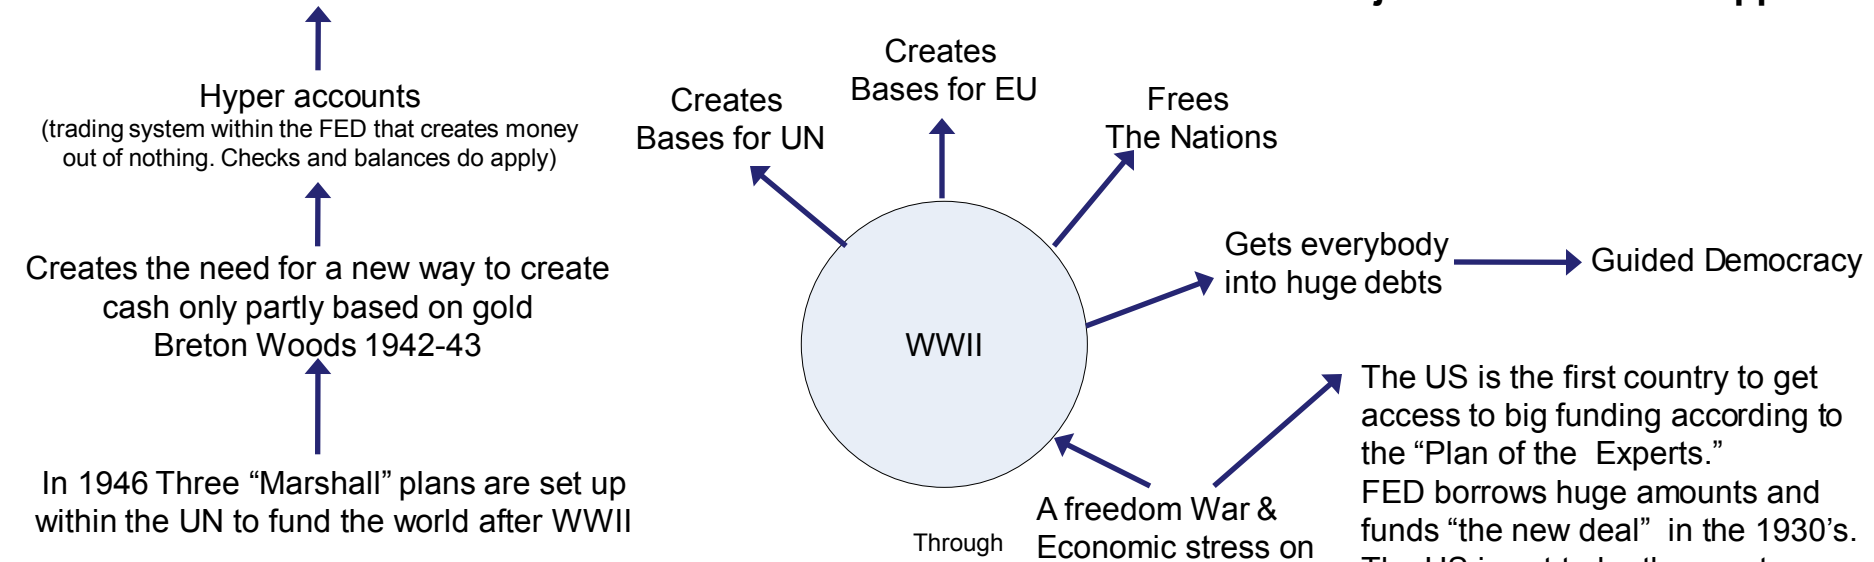 Hyper accounts
(trading system within the FED that creates money
out of nothing. Checks and balances do apply)
Creates the need for a new way to create
cash only partly based on gold
Breton Woods 1942-43
In 1946 Three “Marshall” plans are set up
within the UN to fund the world after WWII
Creates
Bases for UN
Creates
Bases for EU
Frees
The Nations
Gets everybody
into huge debts
Guided Democracy
WWII
Through
A freedom War &
Economic stress on
The US is the first country to get
access to big funding according to
the “Plan of the Experts.”
FED borrows huge amounts and
funds “the new deal” in the 1930’s.